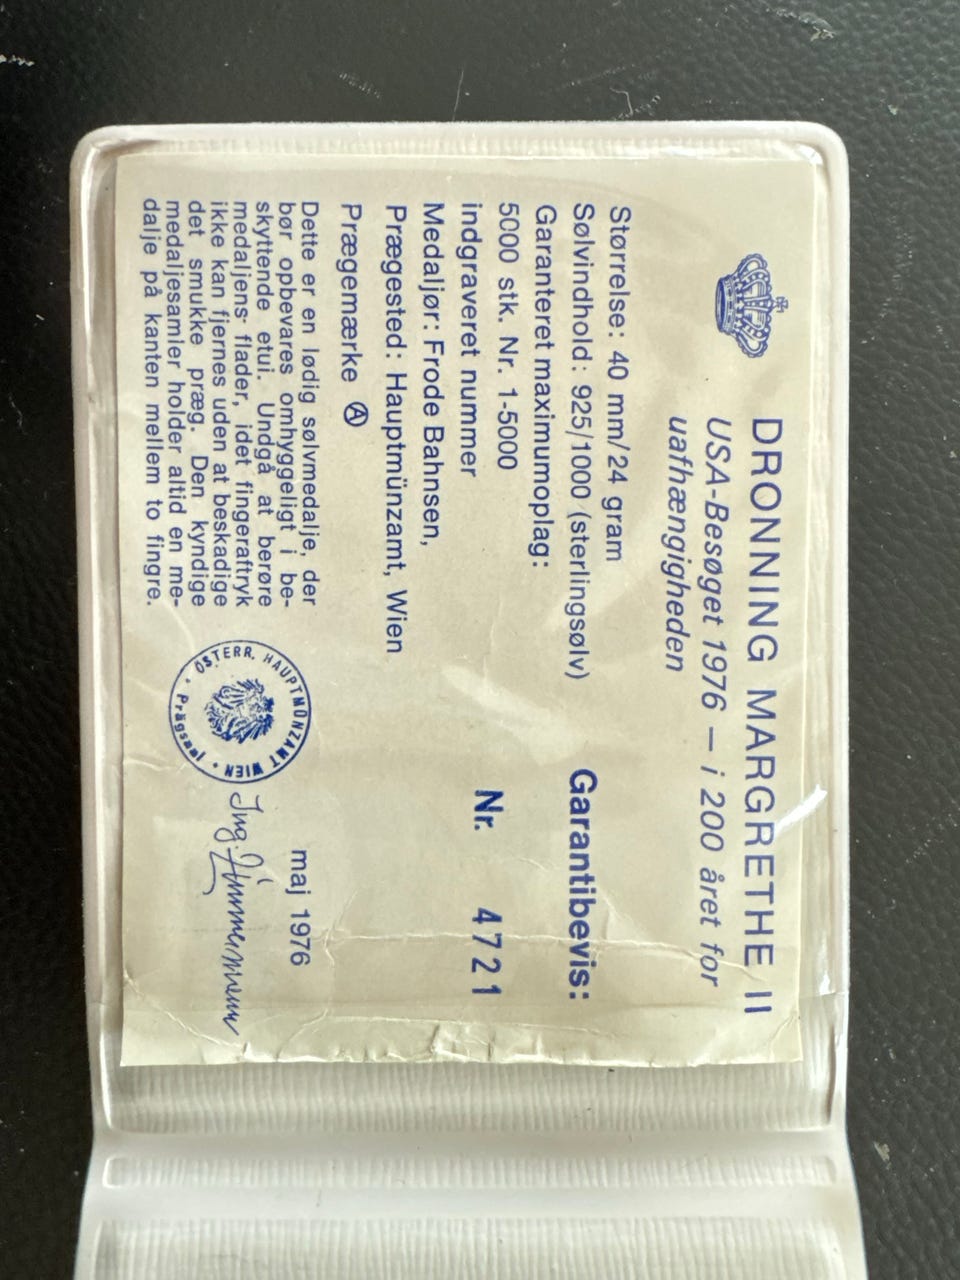 DRONNING MARGRETHE II
USA-Besøget 1976 – i 200 året for
uafhængigheden
Størrelse: 40 mm/24 gram
Sølvindhold: 925/1000 (sterlingsølv)
Garanteret maximumoplag:
5000 stk. Nr. 1-5000
indgraveret nummer
Medaljør: Frode Bahnsen,
Prægested: Hauptmünzamt, Wien
Prægemærke Ⓐ
Dette er en lødig sølvmedalje, der
bør opbevares omhyggeligt i be-
skyttende etui. Undgå at berøre
medaljens- flader, idet fingeraftryk
ikke kan fjernes uden at beskadige
det smukke præg. Den kyndige
medaljesamler holder altid en me-
dalje på kanten mellem to fingre.
Garantibevis:
Nr. 4721
maj 1976
ÖSTERR. HAUPTMÜNZAMT WIEN
Ing. Zimmermann